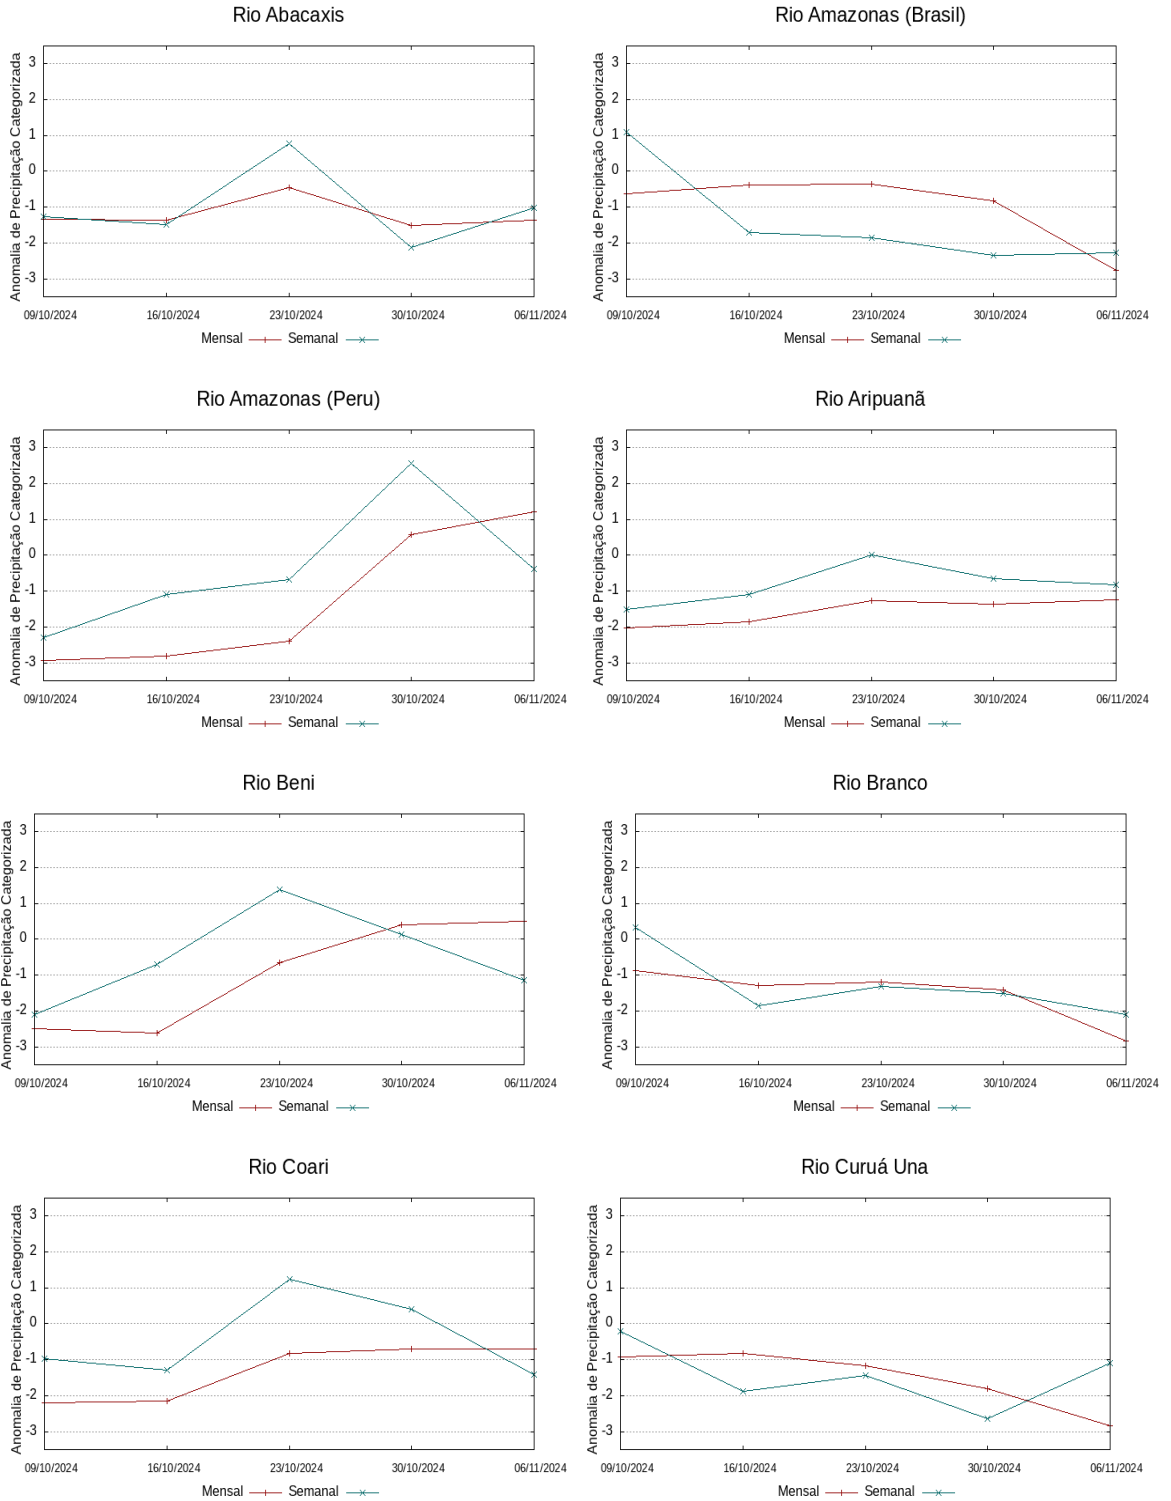 Rio Abacaxis
Anomalia de Precipitação Categorizada
3
2
1
0
-1
-2
-3
09/10/2024 16/10/2024 23/10/2024 30/10/2024 06/11/2024
Mensal Semanal
Rio Amazonas (Brasil)
Anomalia de Precipitação Categorizada
3
2
1
0
-1
-2
-3
09/10/2024 16/10/2024 23/10/2024 30/10/2024 06/11/2024
Mensal Semanal
Rio Amazonas (Peru)
Anomalia de Precipitação Categorizada
3
2
1
0
-1
-2
-3
09/10/2024 16/10/2024 23/10/2024 30/10/2024 06/11/2024
Mensal Semanal
Rio Aripuanã
Anomalia de Precipitação Categorizada
3
2
1
0
-1
-2
-3
09/10/2024 16/10/2024 23/10/2024 30/10/2024 06/11/2024
Mensal Semanal
Rio Beni
Anomalia de Precipitação Categorizada
3
2
1
0
-1
-2
-3
09/10/2024 16/10/2024 23/10/2024 30/10/2024 06/11/2024
Mensal Semanal
Rio Branco
Anomalia de Precipitação Categorizada
3
2
1
0
-1
-2
-3
09/10/2024 16/10/2024 23/10/2024 30/10/2024 06/11/2024
Mensal Semanal
Rio Coari
Anomalia de Precipitação Categorizada
3
2
1
0
-1
-2
-3
09/10/2024 16/10/2024 23/10/2024 30/10/2024 06/11/2024
Mensal Semanal
Rio Curuá Una
Anomalia de Precipitação Categorizada
3
2
1
0
-1
-2
-3
09/10/2024 16/10/2024 23/10/2024 30/10/2024 06/11/2024
Mensal Semanal